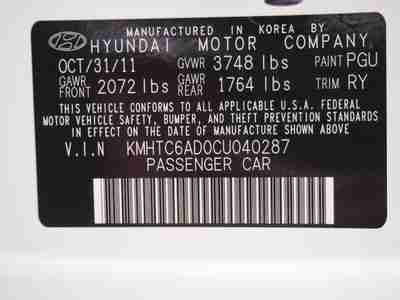 MANUFACTURED IN KOREA BY
HYUNDAI MOTOR COMPANY
OCT/31/11 GVWR 3748 lbs PAINT PGU
GAWR FRONT 2072 lbs GAWR REAR 1764 lbs TRIM RY
THIS VEHICLE CONFORMS TO ALL APPLICABLE U.S.A. FEDERAL
MOTOR VEHICLE SAFETY, BUMPER, AND THEFT PREVENTION STANDARDS
IN EFFECT ON THE DATE OF MANUFACTURE SHOWN ABOVE.
V.I.N KMHTC6AD0CU040287
PASSENGER CAR